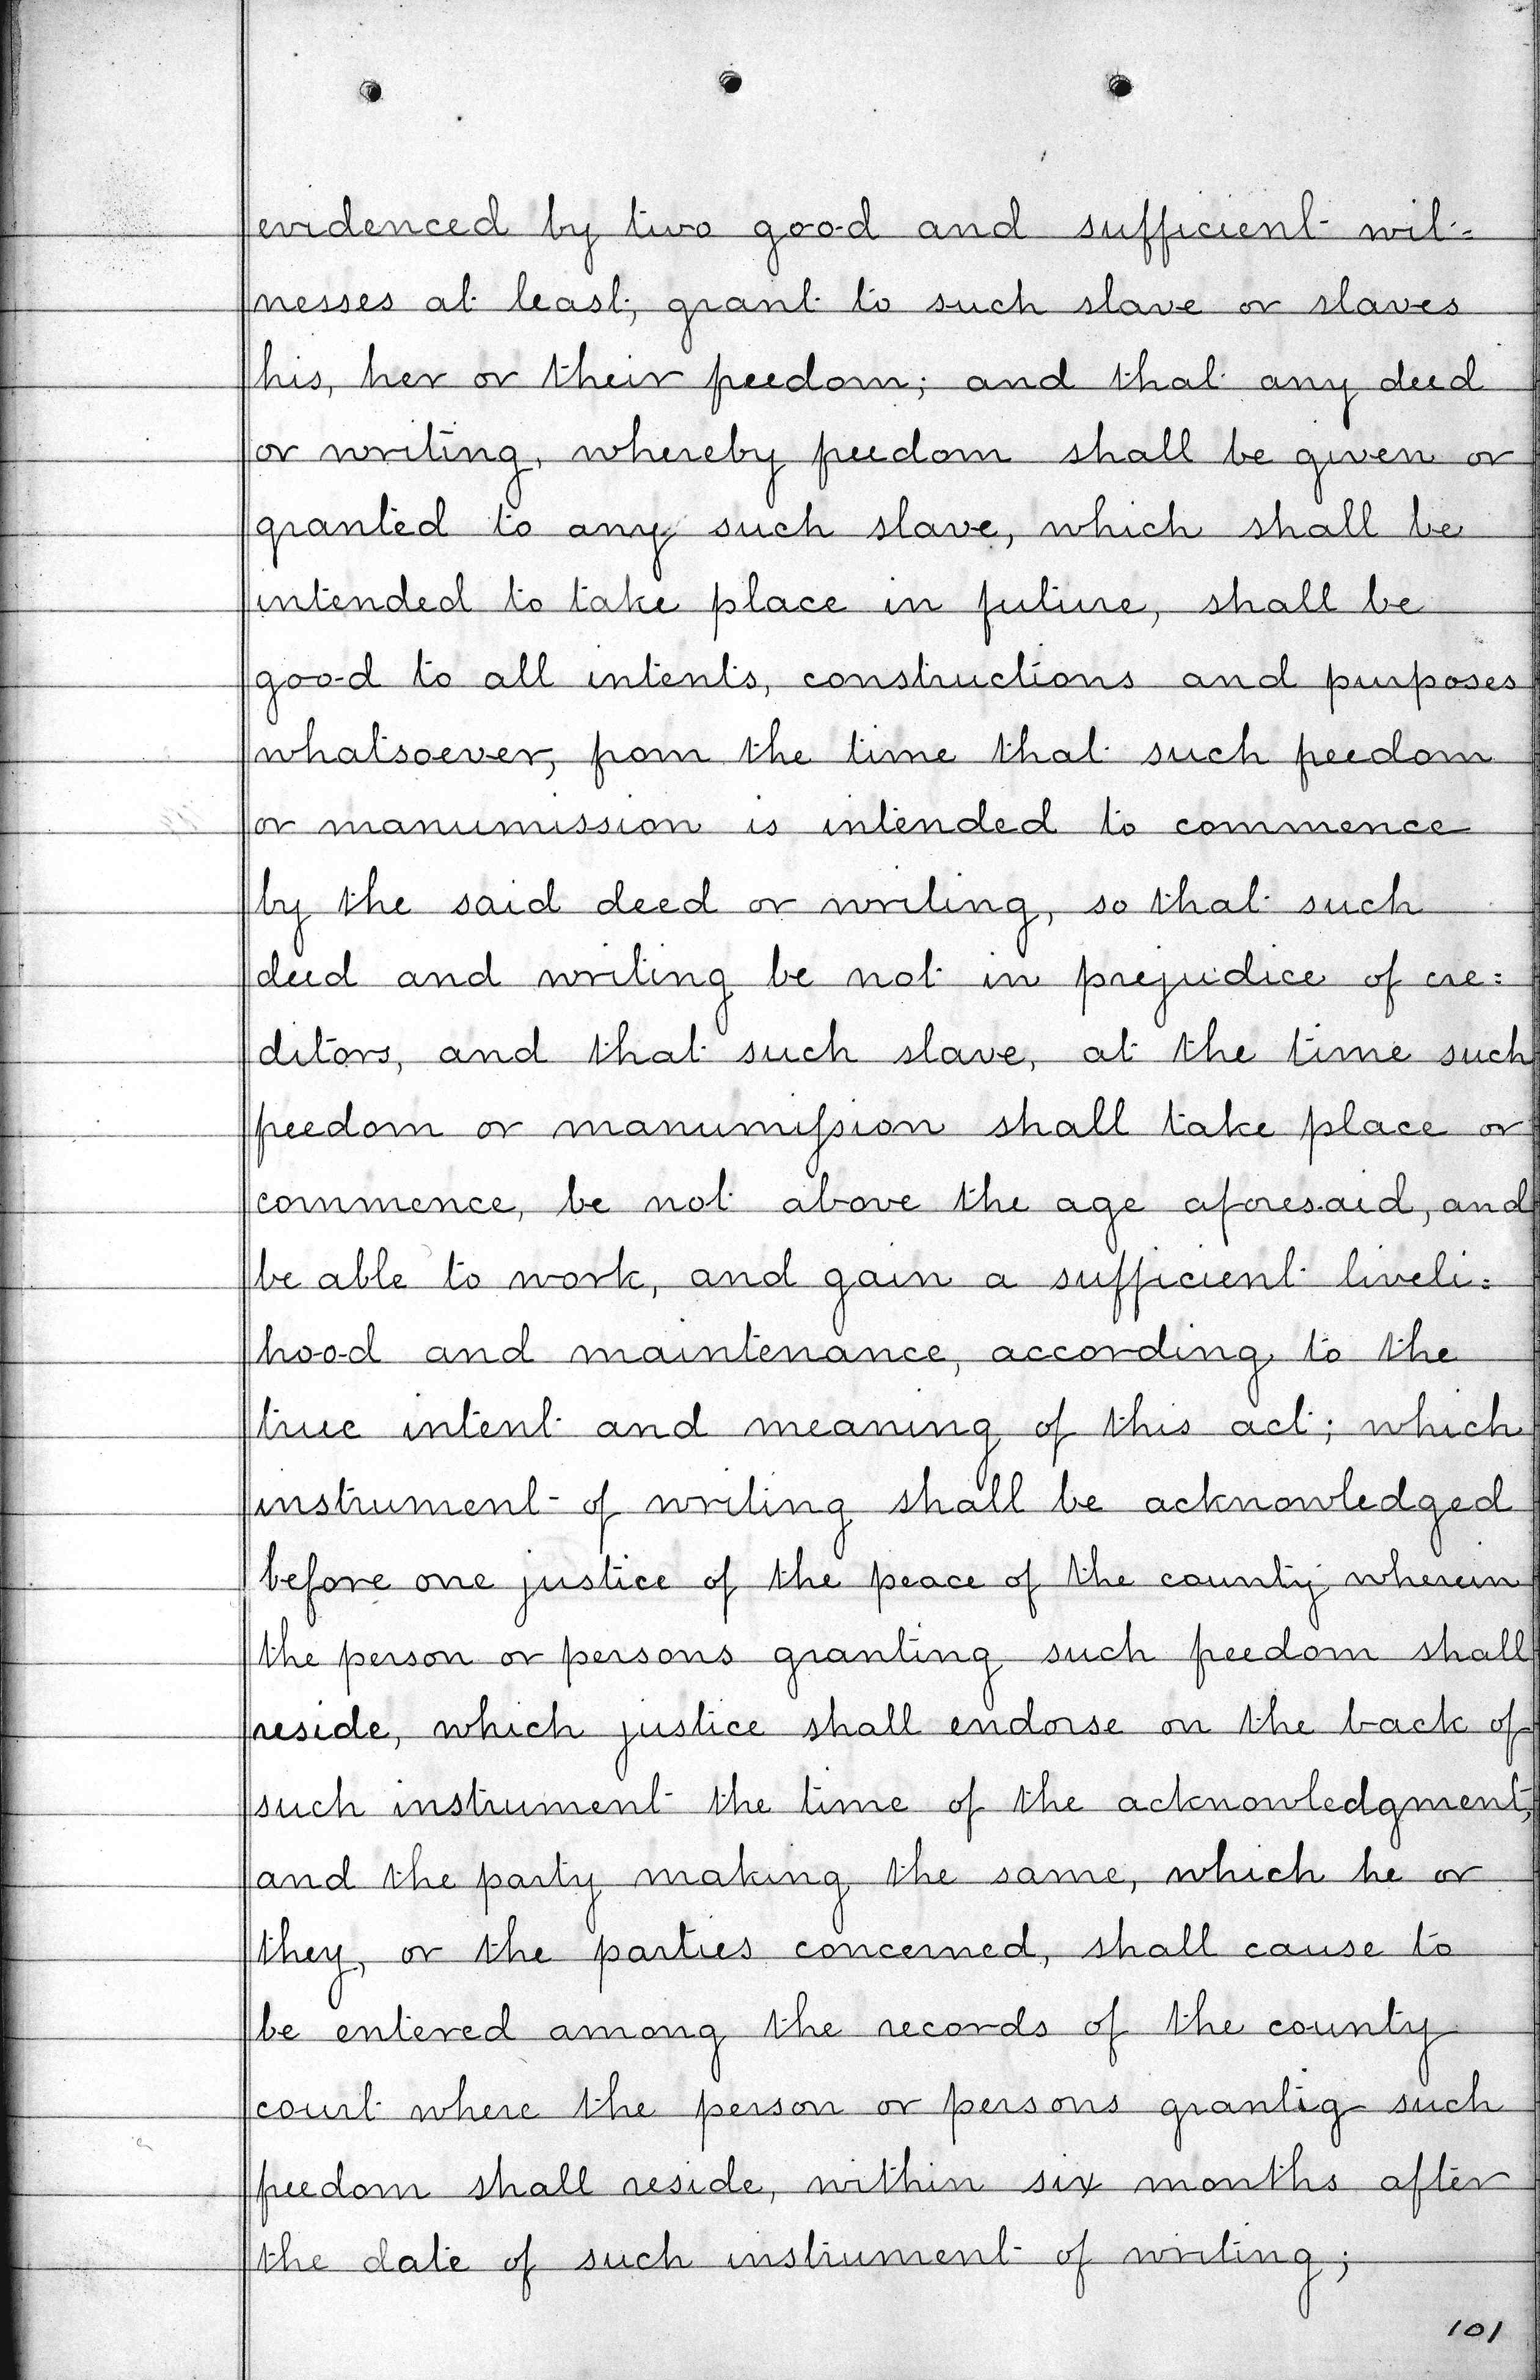 evidenced by two good and sufficient wit=
nesses at least, grant to such slave or slaves
his, her or their freedom; and that any deed
or writing, whereby freedom shall be given or
granted to any such slave, which shall be
intended to take place in future, shall be
good to all intents, constructions and purposes
whatsoever, from the time that such freedom
or manumission is intended to commence
by the said deed or writing, so that such
deed and writing be not in prejudice of cre=
ditors, and that such slave, at the time such
freedom or manumiſsion shall take place or
commence, be not above the age aforesaid, and
be able to work, and gain a sufficient liveli=
hood and maintenance, according to the
true intent and meaning of this act; which
instrument of writing shall be acknowledged
before one justice of the peace of the county wherein
the person or persons granting such freedom shall
reside, which justice shall endorse on the back of
such instrument the time of the acknowledgment,
and the party making the same, which he or
they, or the parties concerned, shall cause to
be entered among the records of the county
court where the person or persons grantig such
freedom shall reside, within six months after
the date of such instrument of writing;
101